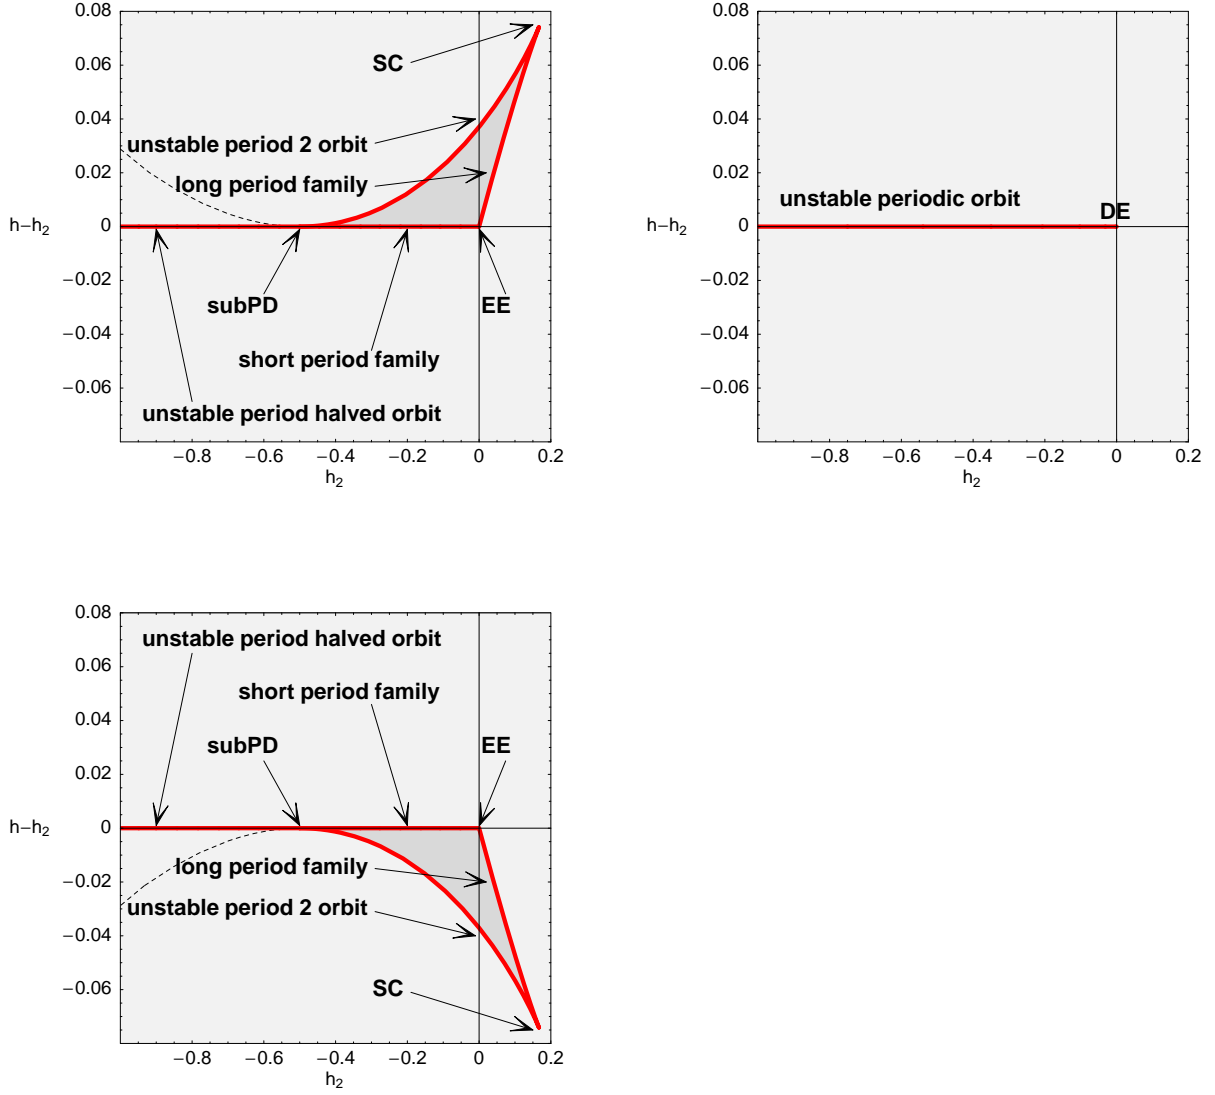 0.08
SC
0.06
0.04
unstable period 2 orbit
0.02
long period family
h−h2
0
−0.02
subPD
EE
−0.04
short period family
−0.06
unstable period halved orbit
−0.8
−0.6
−0.4
−0.2
0
0.2
h2
0.08
0.06
0.04
0.02
unstable periodic orbit
DE
h−h2
0
−0.02
−0.04
−0.06
−0.8
−0.6
−0.4
−0.2
0
0.2
h2
0.08
unstable period halved orbit
0.06
short period family
0.04
subPD
EE
0.02
h−h2
0
long period family
−0.02
unstable period 2 orbit
−0.04
SC
−0.06
−0.8
−0.6
−0.4
−0.2
0
0.2
h2